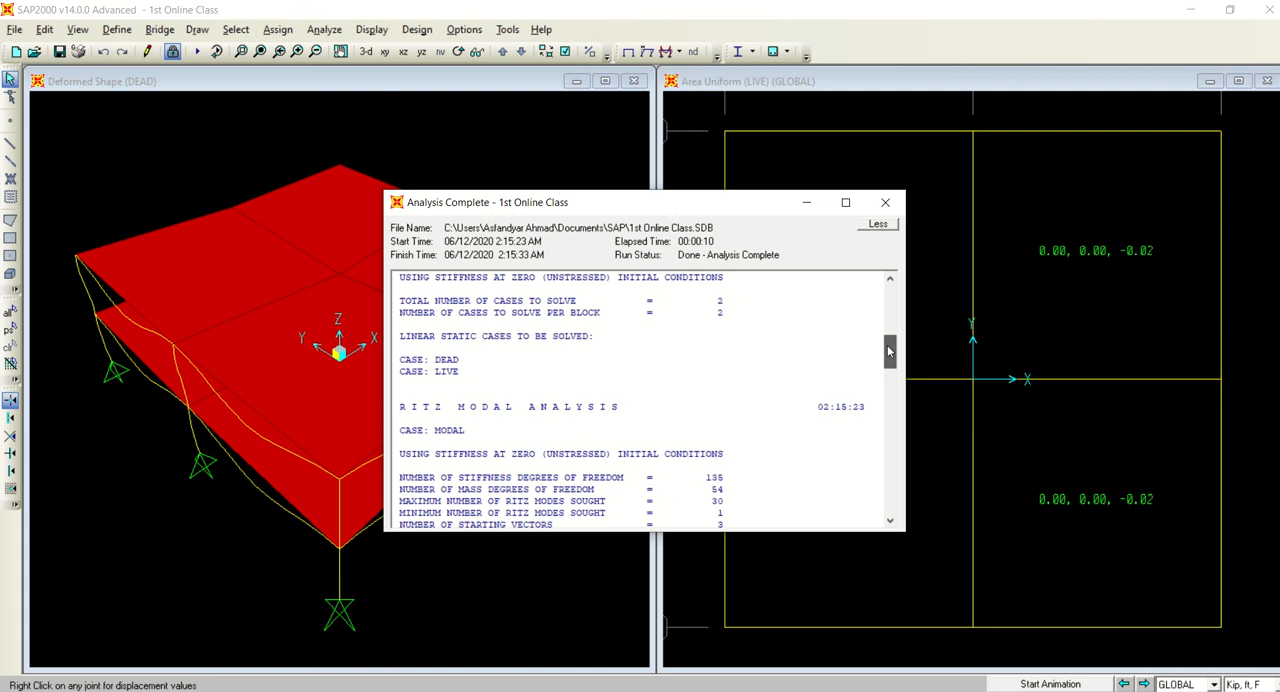 SAP2000 v14.0.0 Advanced - 1st Online Class
File Edit View Define Bridge Draw Select Assign Analyze Display Design Options Tools Help
3-d xy xz yz nv nd
Deformed Shape (DEAD)
Area Uniform (LIVE) (GLOBAL)
all
ps
clr
Z
Y
X
Analysis Complete - 1st Online Class
File Name: C:\Users\Asfandyar Ahmad\Documents\SAP\1st Online Class.SDB
Less
Start Time: 06/12/2020 2:15:23 AM Elapsed Time: 00:00:10
Finish Time: 06/12/2020 2:15:33 AM Run Status: Done - Analysis Complete
USING STIFFNESS AT ZERO (UNSTRESSED) INITIAL CONDITIONS
TOTAL NUMBER OF CASES TO SOLVE = 2
NUMBER OF CASES TO SOLVE PER BLOCK = 2
LINEAR STATIC CASES TO BE SOLVED:
CASE: DEAD
CASE: LIVE
R I T Z M O D A L A N A L Y S I S 02:15:23
CASE: MODAL
USING STIFFNESS AT ZERO (UNSTRESSED) INITIAL CONDITIONS
NUMBER OF STIFFNESS DEGREES OF FREEDOM = 135
NUMBER OF MASS DEGREES OF FREEDOM = 54
MAXIMUM NUMBER OF RITZ MODES SOUGHT = 30
MINIMUM NUMBER OF RITZ MODES SOUGHT = 1
NUMBER OF STARTING VECTORS = 3
0.00, 0.00, -0.02
Y
X
0.00, 0.00, -0.02
Right Click on any joint for displacement values
Start Animation
GLOBAL
Kip, ft, F